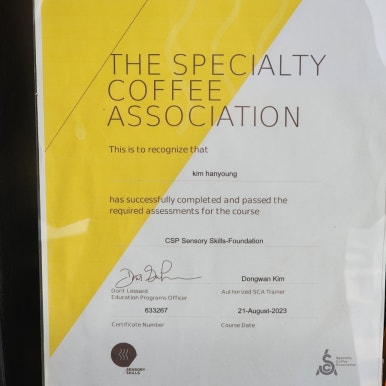 THE SPECIALTY
COFFEE
ASSOCIATION
This is to recognize that
kim hanyoung
has successfully completed and passed the
required assessments for the course
CSP Sensory Skills-Foundation
Dongwan Kim
Dorit Lessard
Authorized SCA Trainer
Education Programs Officer
633267
21-August-2023
Certificate Number
Course Date
SENSORY
SKILLS
Specialty
Coffee
Association